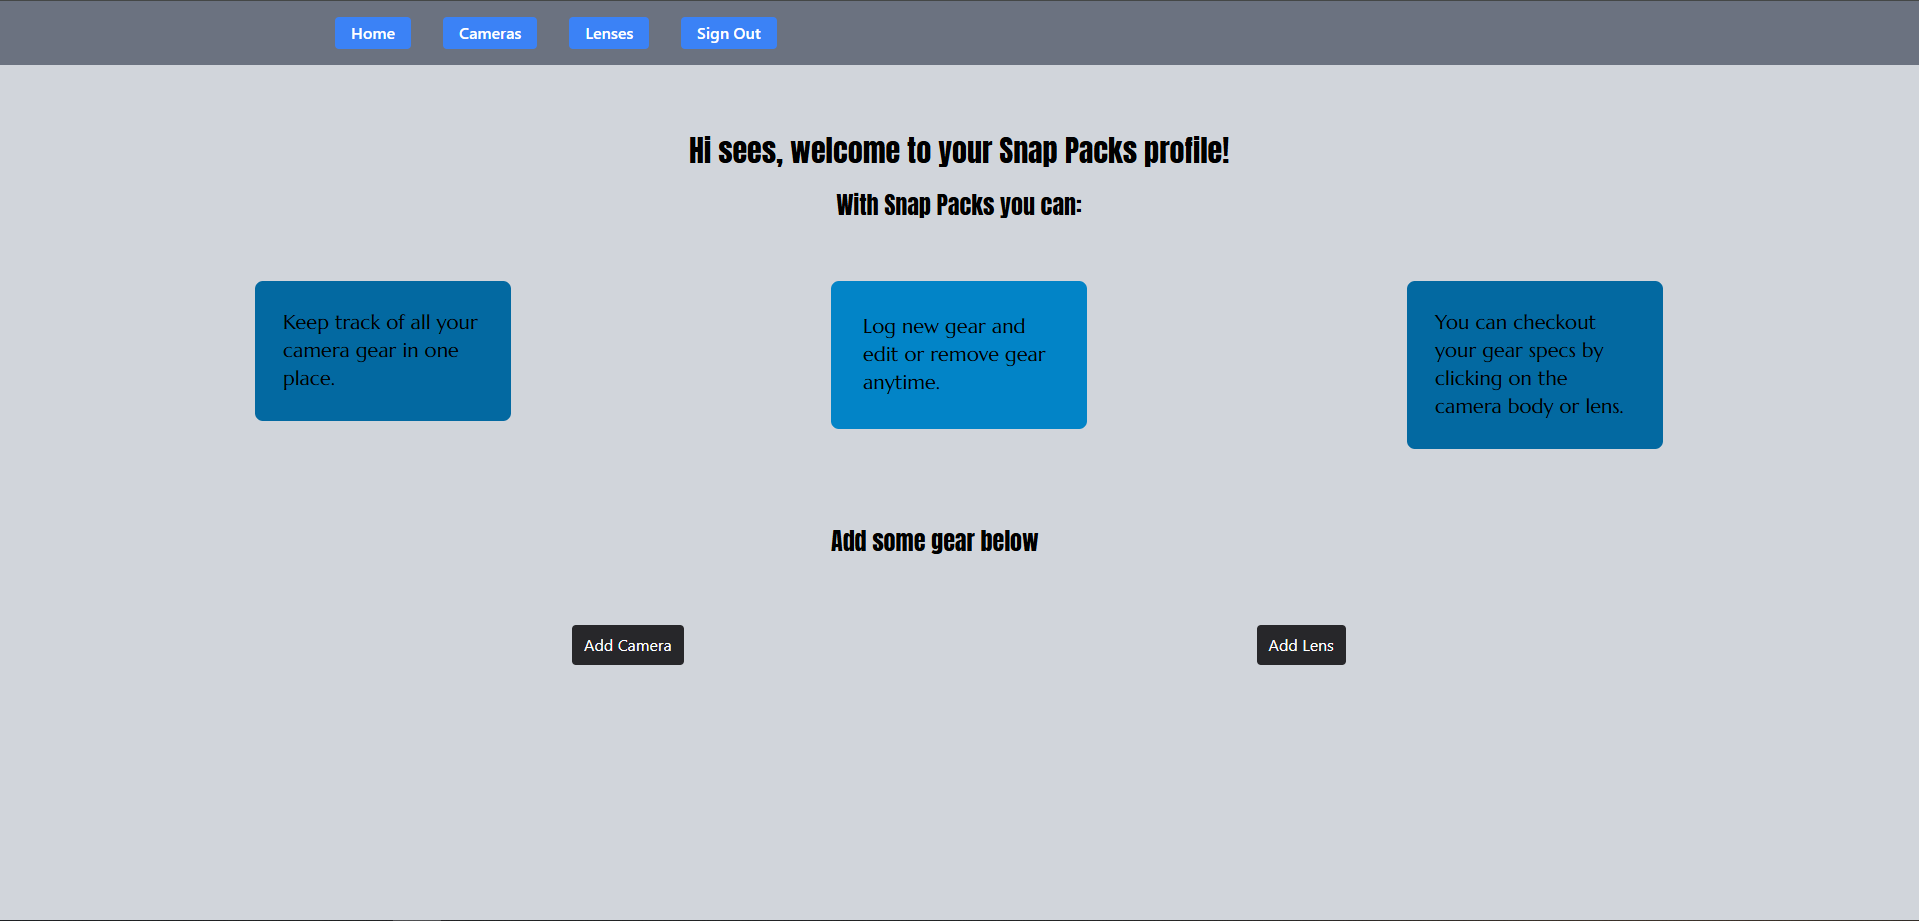 Home Cameras Lenses Sign Out
Hi sees, welcome to your Snap Packs profile!
With Snap Packs you can:
Keep track of all your
camera gear in one
place.
Log new gear and
edit or remove gear
anytime.
You can checkout
your gear specs by
clicking on the
camera body or lens.
Add some gear below
Add Camera
Add Lens